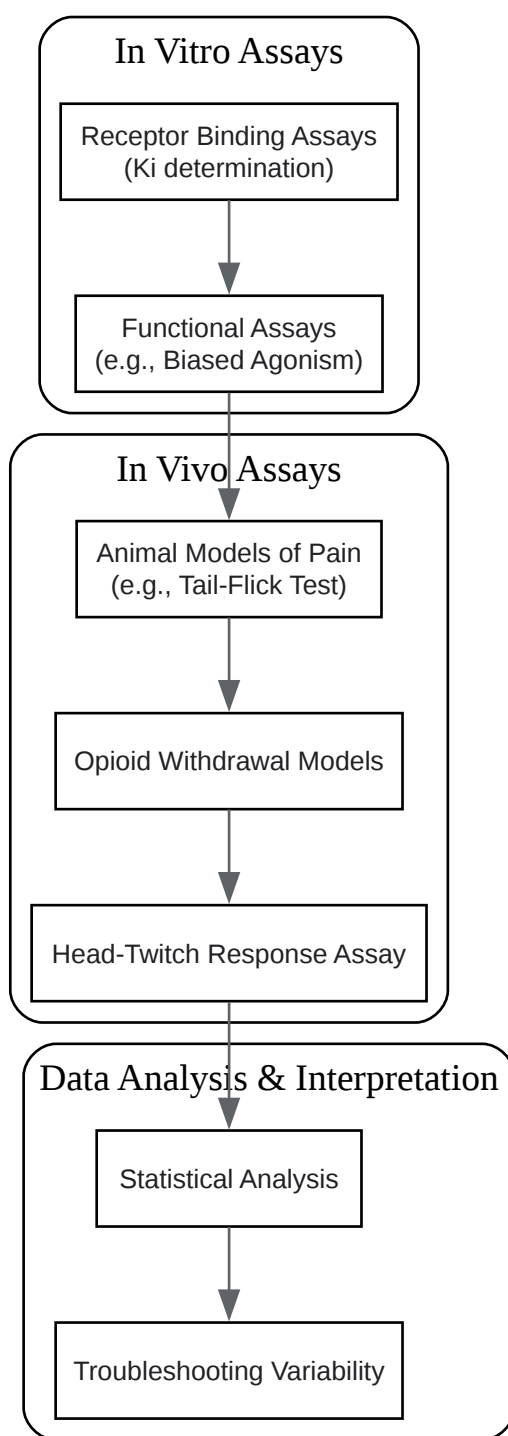 In Vitro Assays
Receptor Binding Assays
(Ki determination)
Functional Assays
(e.g., Biased Agonism)
In Vivo Assays
Animal Models of Pain
(e.g., Tail-Flick Test)
Opioid Withdrawal Models
Head-Twitch Response Assay
Data Analysis & Interpretation
Statistical Analysis
Troubleshooting Variability